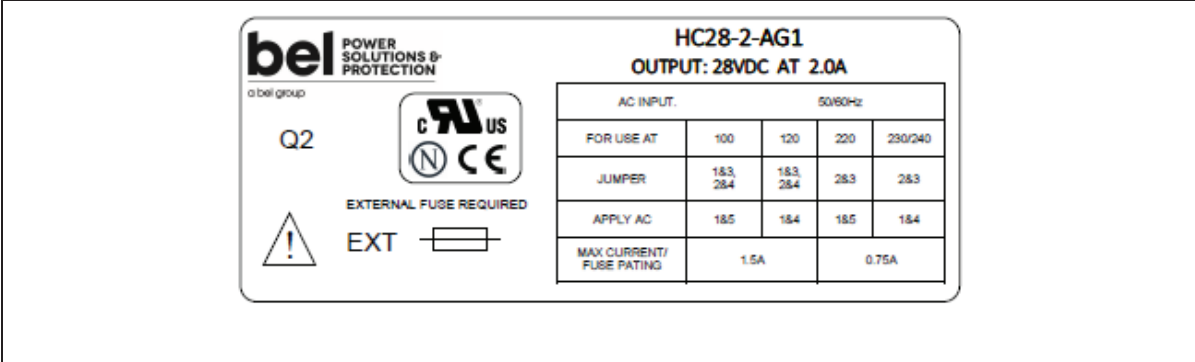 bel POWER
SOLUTIONS &
PROTECTION
a bel group
HC28-2-AG1
OUTPUT: 28VDC AT 2.0A
Q2
c RU US
N CE
EXTERNAL FUSE REQUIRED
! EXT
AC INPUT. 50/60Hz
FOR USE AT 100 120 220 230/240
JUMPER 1&3, 2&4 1&3, 2&4 2&3 2&3
APPLY AC 1&5 1&4 1&5 1&4
MAX CURRENT/
FUSE PATING 1.5A 0.75A